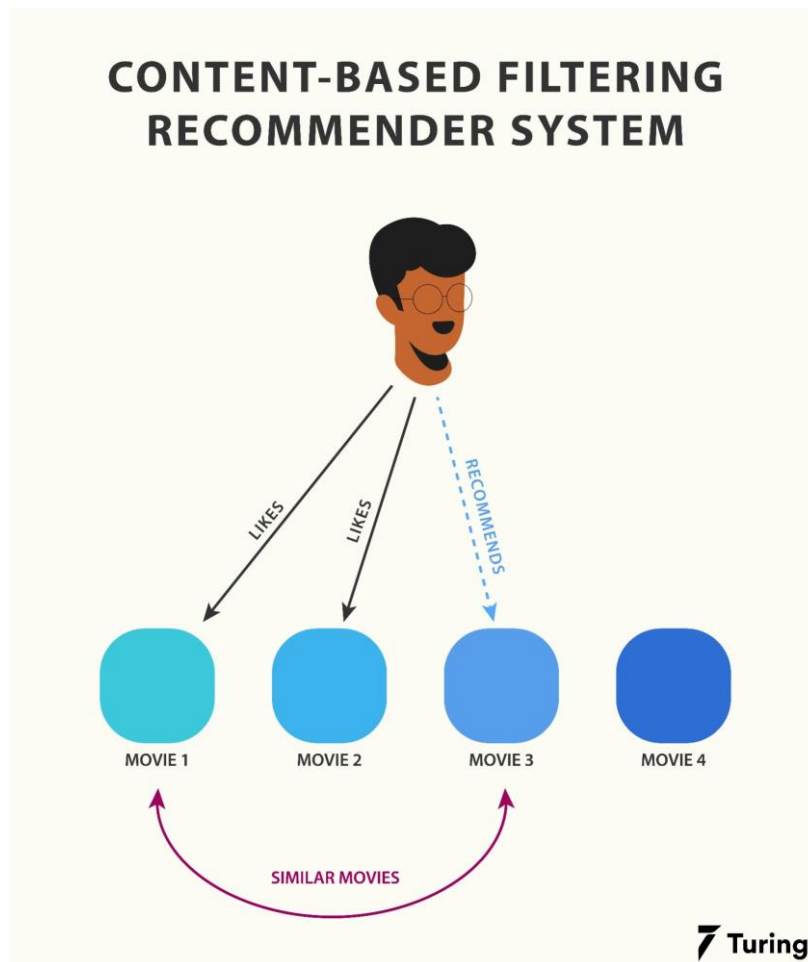 CONTENT-BASED FILTERING
RECOMMENDER SYSTEM
LIKES
LIKES
RECOMMENDS
MOVIE 1
MOVIE 2
MOVIE 3
MOVIE 4
SIMILAR MOVIES
Turing